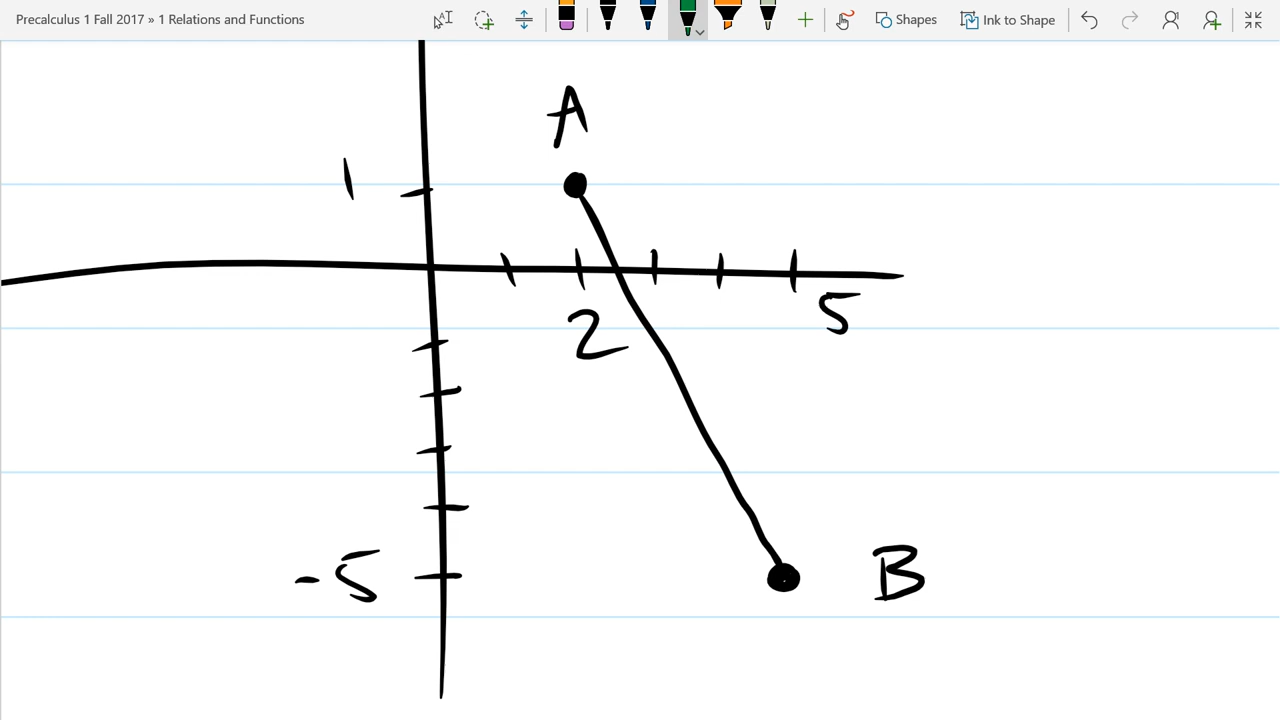 Precalculus 1 Fall 2017 » 1 Relations and Functions
Shapes
Ink to Shape
A
1
2
5
-5
B